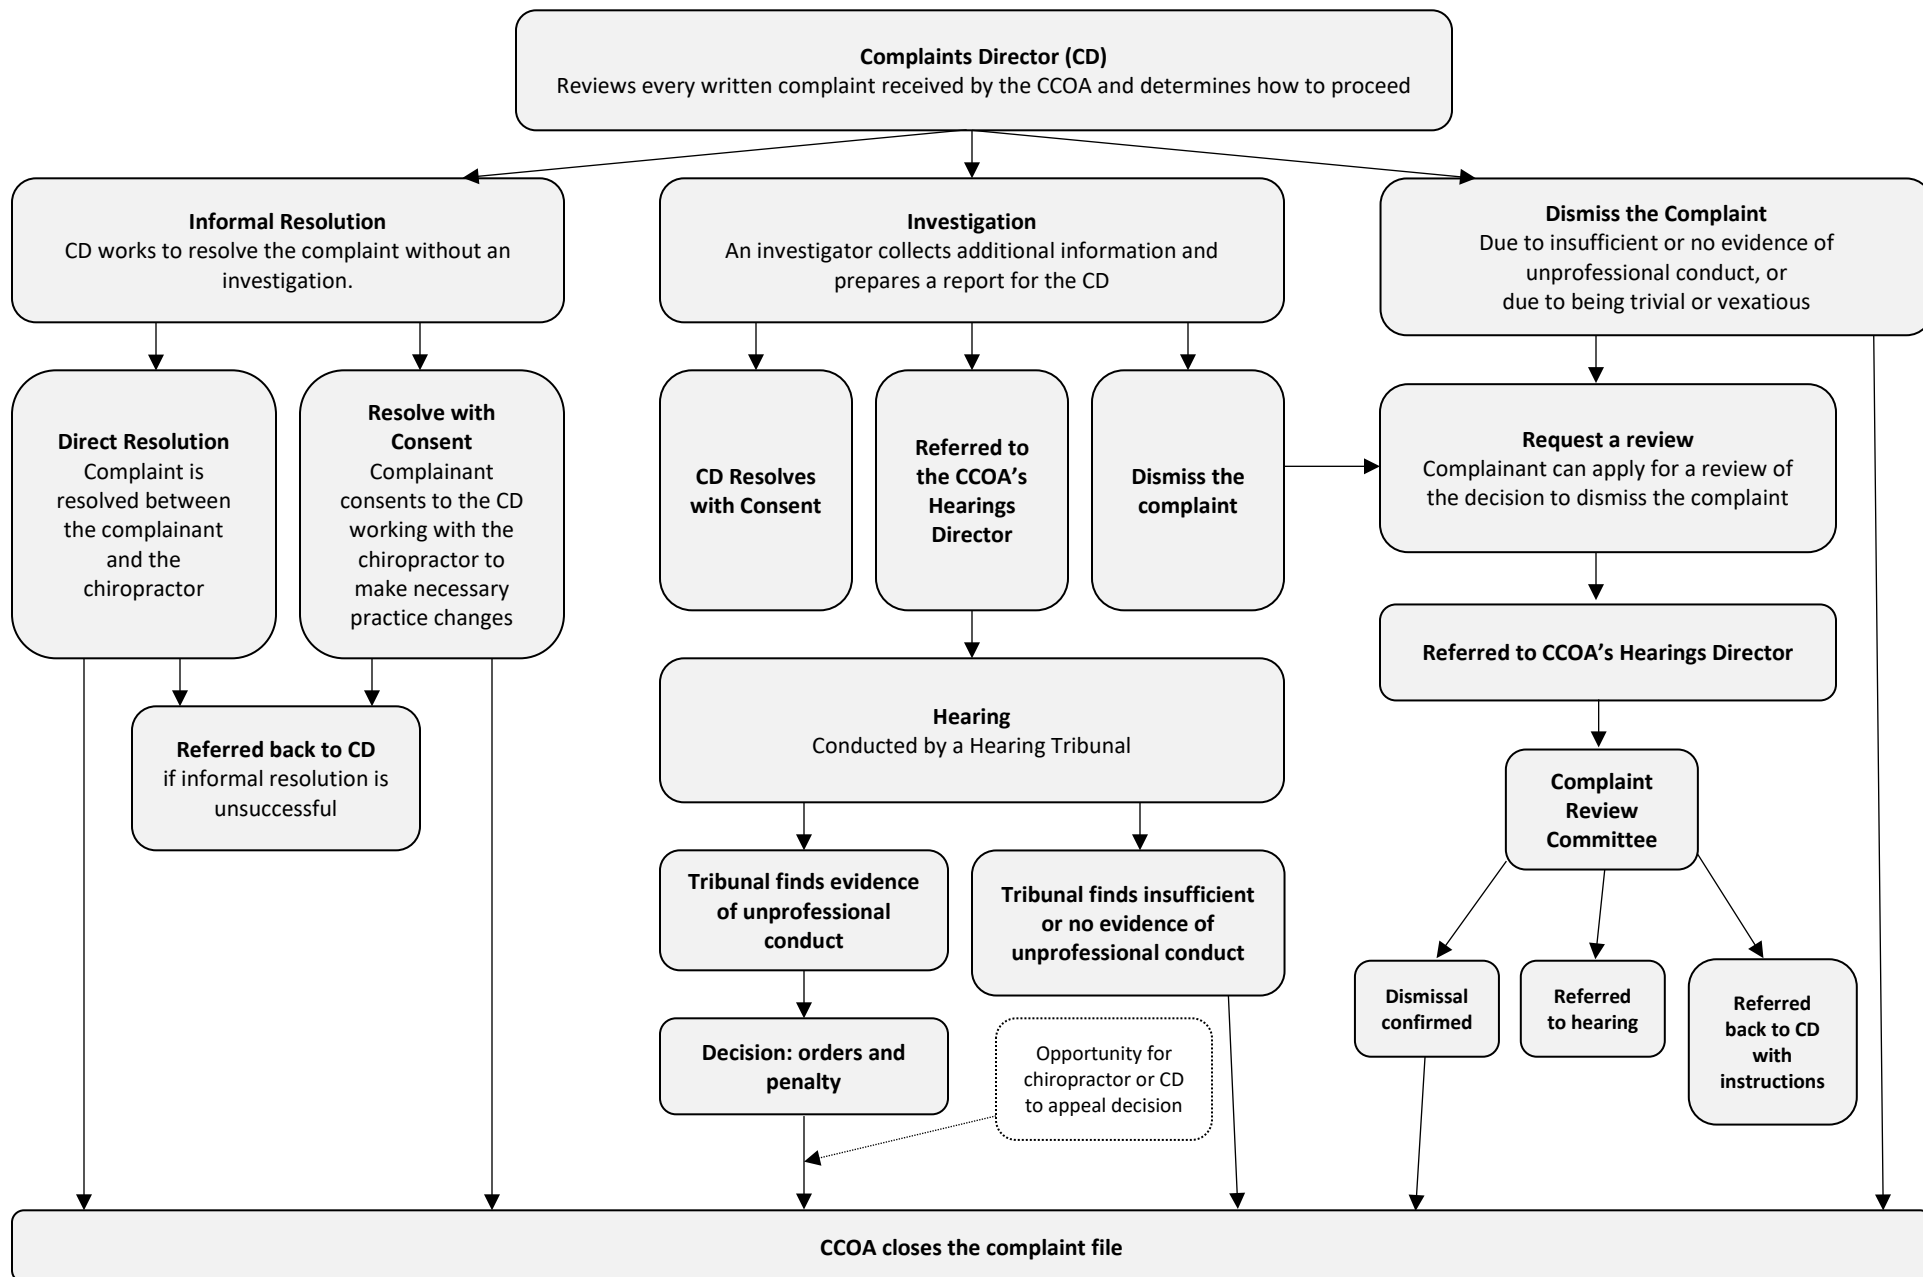 Complaints Director (CD)
Reviews every written complaint received by the CCOA and determines how to proceed
Informal Resolution
CD works to resolve the complaint without an
investigation.
Investigation
An investigator collects additional information and
prepares a report for the CD
Dismiss the Complaint
Due to insufficient or no evidence of
unprofessional conduct, or
due to being trivial or vexatious
Direct Resolution
Complaint is
resolved between
the complainant
and the
chiropractor
Resolve with
Consent
Complainant
consents to the CD
working with the
chiropractor to
make necessary
practice changes
CD Resolves
with Consent
Referred to
the CCOA’s
Hearings
Director
Dismiss the
complaint
Request a review
Complainant can apply for a review of
the decision to dismiss the complaint
Referred to CCOA’s Hearings Director
Referred back to CD
if informal resolution is
unsuccessful
Hearing
Conducted by a Hearing Tribunal
Complaint
Review
Committee
Tribunal finds evidence
of unprofessional
conduct
Tribunal finds insufficient
or no evidence of
unprofessional conduct
Dismissal
confirmed
Referred
to hearing
Referred
back to CD
with
instructions
Decision: orders and
penalty
Opportunity for
chiropractor or CD
to appeal decision
CCOA closes the complaint file